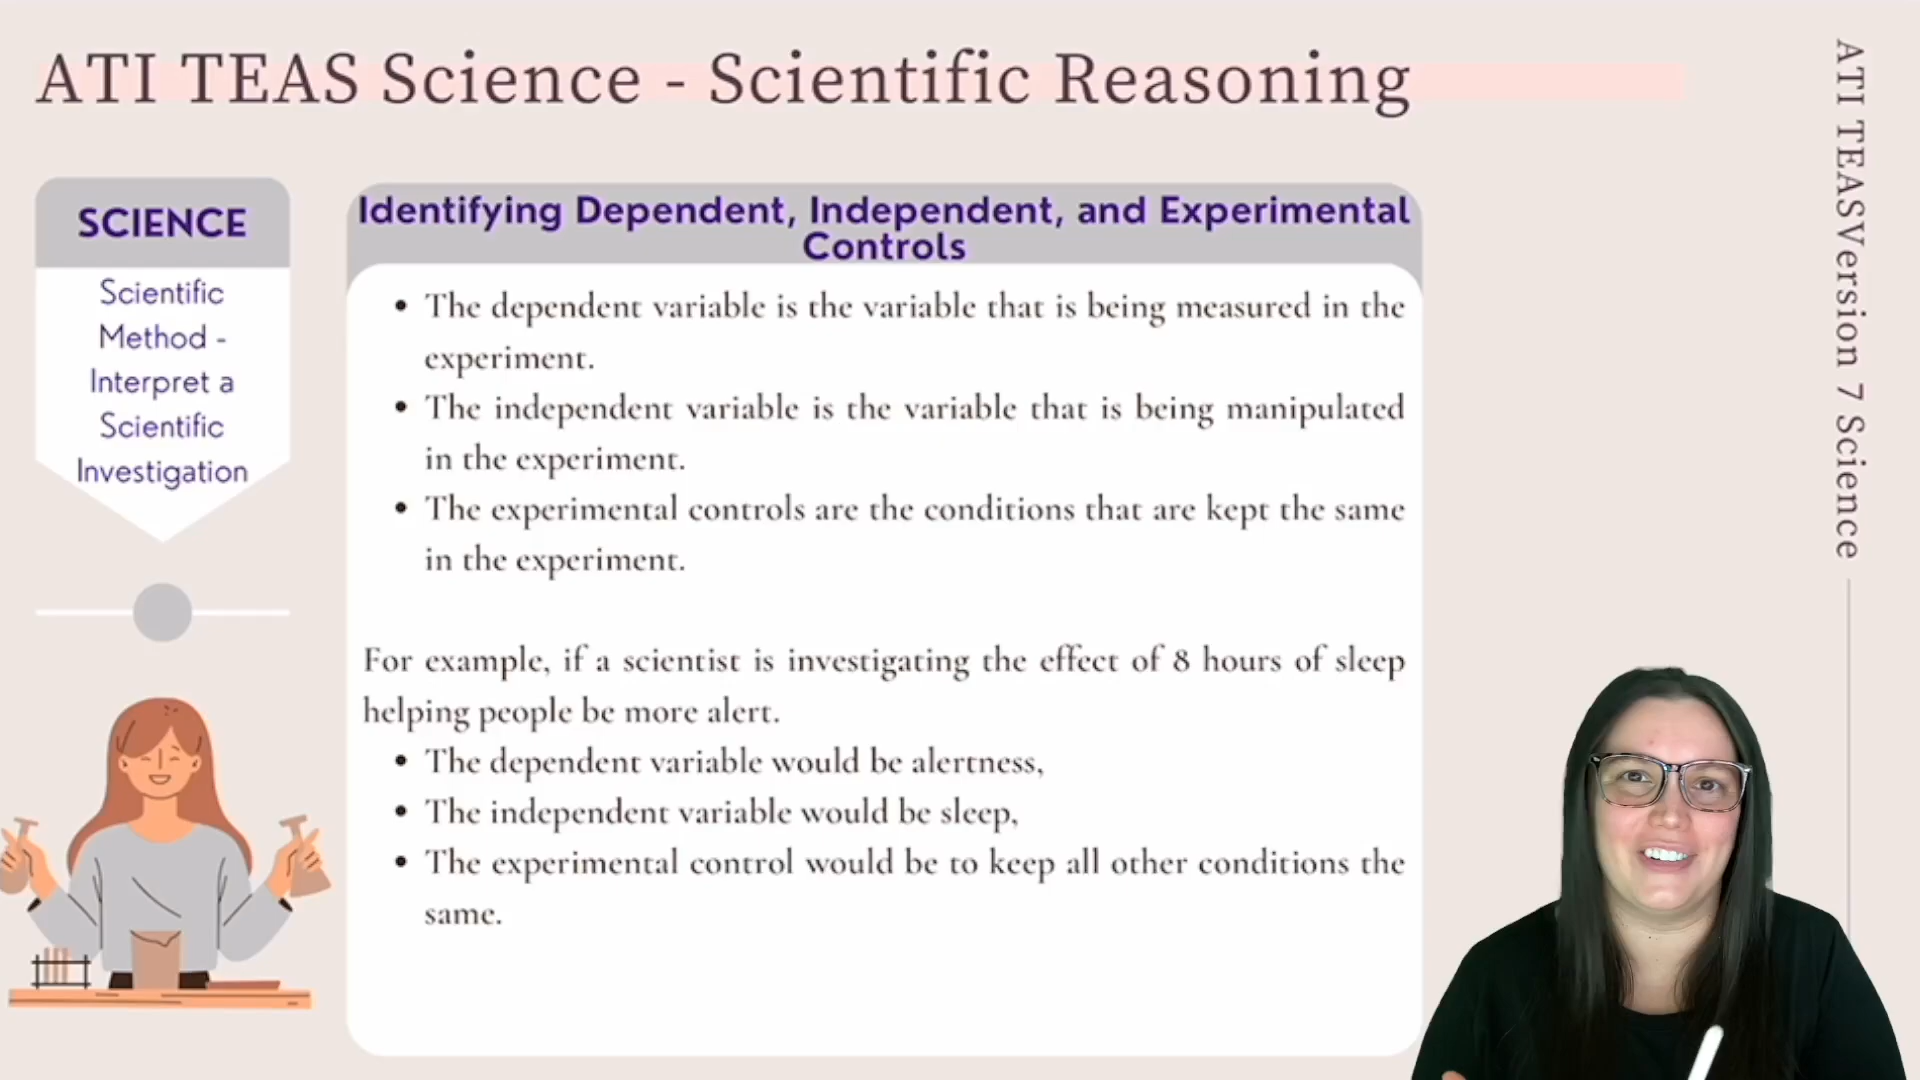 ATI TEAS Science - Scientific Reasoning
SCIENCE
Scientific
Method -
Interpret a
Scientific
Investigation
Identifying Dependent, Independent, and Experimental
Controls
• The dependent variable is the variable that is being measured in the
experiment.
• The independent variable is the variable that is being manipulated
in the experiment.
• The experimental controls are the conditions that are kept the same
in the experiment.
For example, if a scientist is investigating the effect of 8 hours of sleep
helping people be more alert.
• The dependent variable would be alertness,
• The independent variable would be sleep,
• The experimental control would be to keep all other conditions the
same.
ATI TEASVersion 7 Science